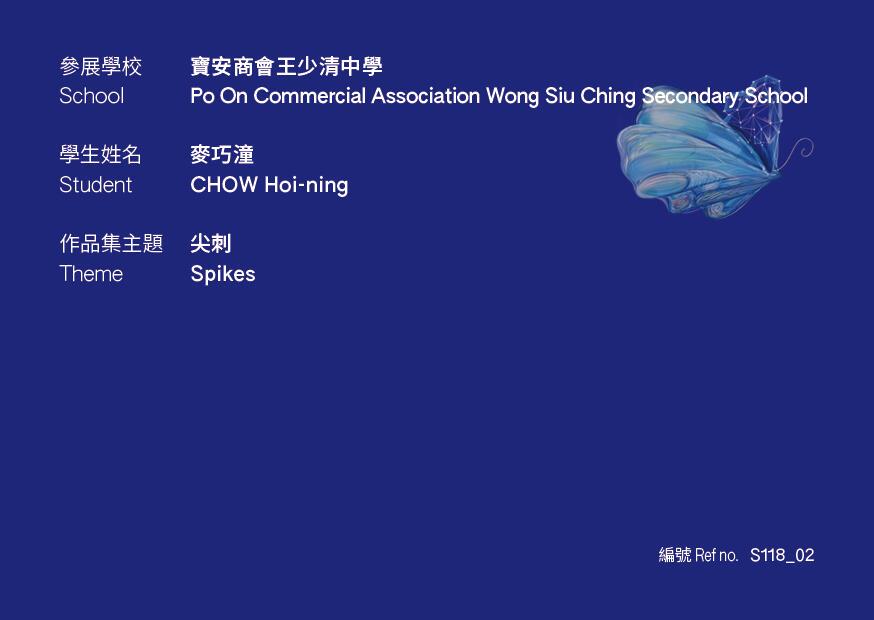 參展學校 寶安商會王少清中學
School Po On Commercial Association Wong Siu Ching Secondary School
學生姓名 麥巧潼
Student CHOW Hoi-ning
作品集主題 尖刺
Theme Spikes
編號 Ref no. S118_02